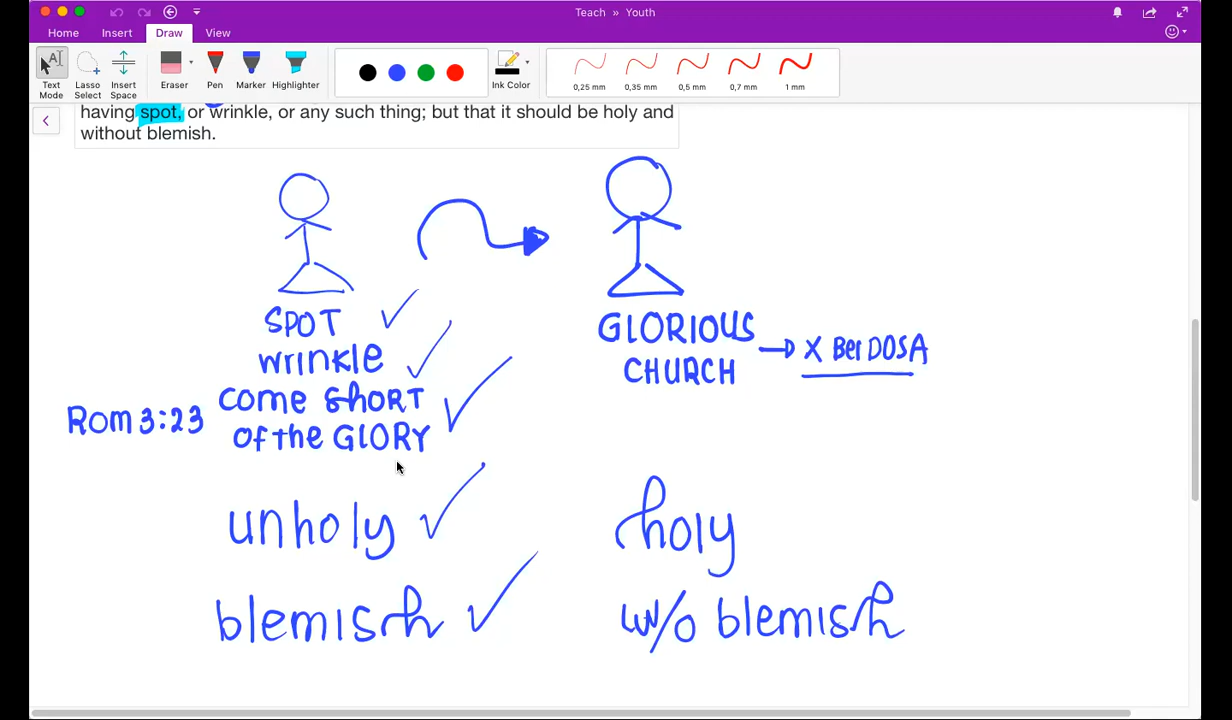 Teach » Youth
Home Insert Draw View
Text Mode
Lasso Select
Insert Space
Eraser
Pen
Marker
Highlighter
Ink Color
0,25 mm
0,35 mm
0,5 mm
0,7 mm
1 mm
having spot, or wrinkle, or any such thing; but that it should be holy and
without blemish.
SPOT
wrinkle
come short
of the GLORY
Rom 3:23
unholy
blemish
GLORIOUS
CHURCH
X BerDOSA
holy
w/o blemish